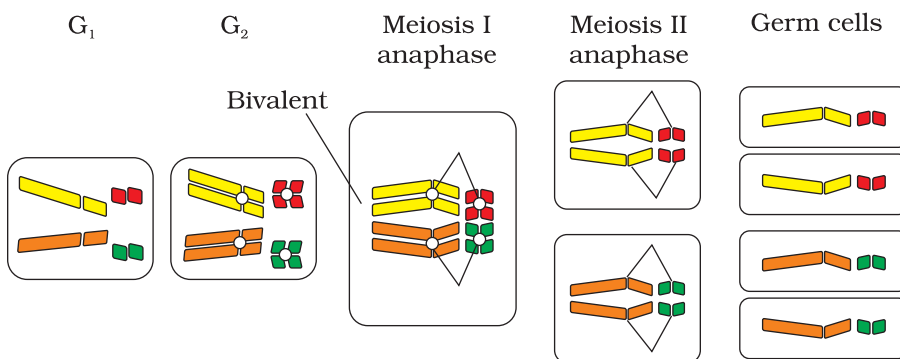 G₁
G₂
Meiosis I
anaphase
Meiosis II
anaphase
Germ cells
Bivalent